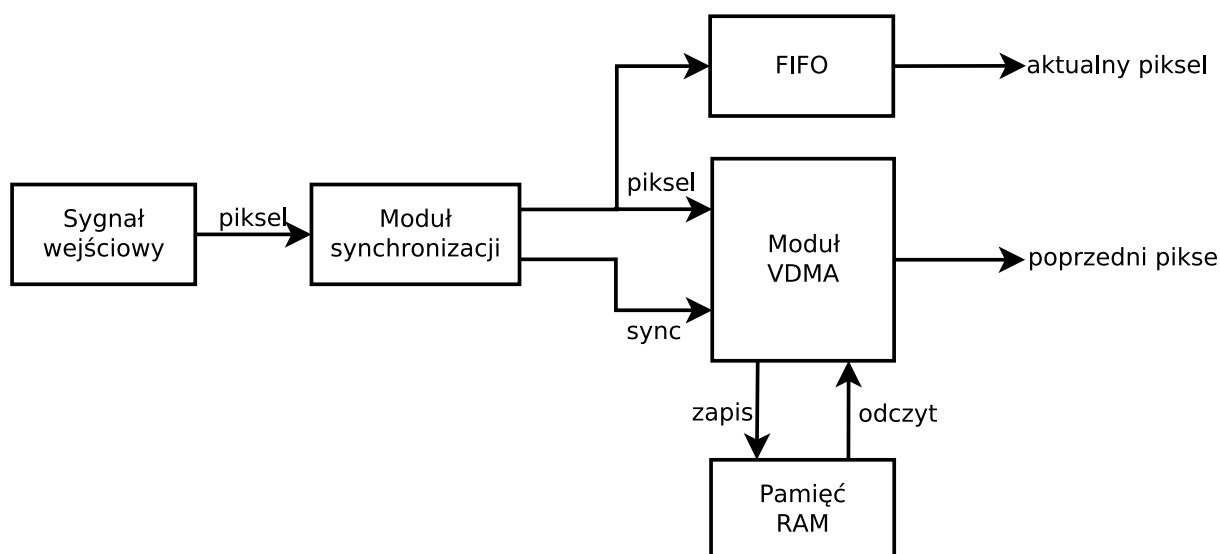 FIFO
aktualny piksel
Sygnał
wejściowy
piksel
Moduł
synchronizacji
piksel
sync
Moduł
VDMA
poprzedni pikse
zapis
odczyt
Pamięć
RAM